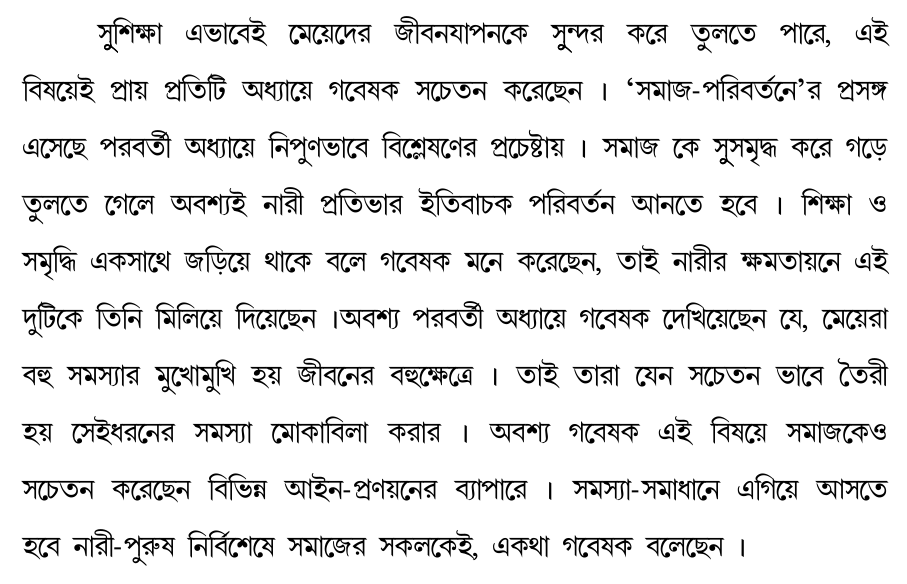 সুশিক্ষা এভাবেই মেয়েদের জীবনযাপনকে সুন্দর করে তুলতে পারে, এই
বিষয়েই প্রায় প্রতিটি অধ্যায়ে গবেষক সচেতন করেছেন । ‘সমাজ-পরিবর্তনে’র প্রসঙ্গ
এসেছে পরবর্তী অধ্যায়ে নিপুণভাবে বিশ্লেষণের প্রচেষ্টায় । সমাজ কে সুসমৃদ্ধ করে গড়ে
তুলতে গেলে অবশ্যই নারী প্রতিভার ইতিবাচক পরিবর্তন আনতে হবে । শিক্ষা ও
সমৃদ্ধি একসাথে জড়িয়ে থাকে বলে গবেষক মনে করেছেন, তাই নারীর ক্ষমতায়নে এই
দুটিকে তিনি মিলিয়ে দিয়েছেন ।অবশ্য পরবর্তী অধ্যায়ে গবেষক দেখিয়েছেন যে, মেয়েরা
বহু সমস্যার মুখোমুখি হয় জীবনের বহুক্ষেত্রে । তাই তারা যেন সচেতন ভাবে তৈরী
হয় সেইধরনের সমস্যা মোকাবিলা করার । অবশ্য গবেষক এই বিষয়ে সমাজকেও
সচেতন করেছেন বিভিন্ন আইন-প্রণয়নের ব্যাপারে । সমস্যা-সমাধানে এগিয়ে আসতে
হবে নারী-পুরুষ নির্বিশেষে সমাজের সকলকেই, একথা গবেষক বলেছেন ।